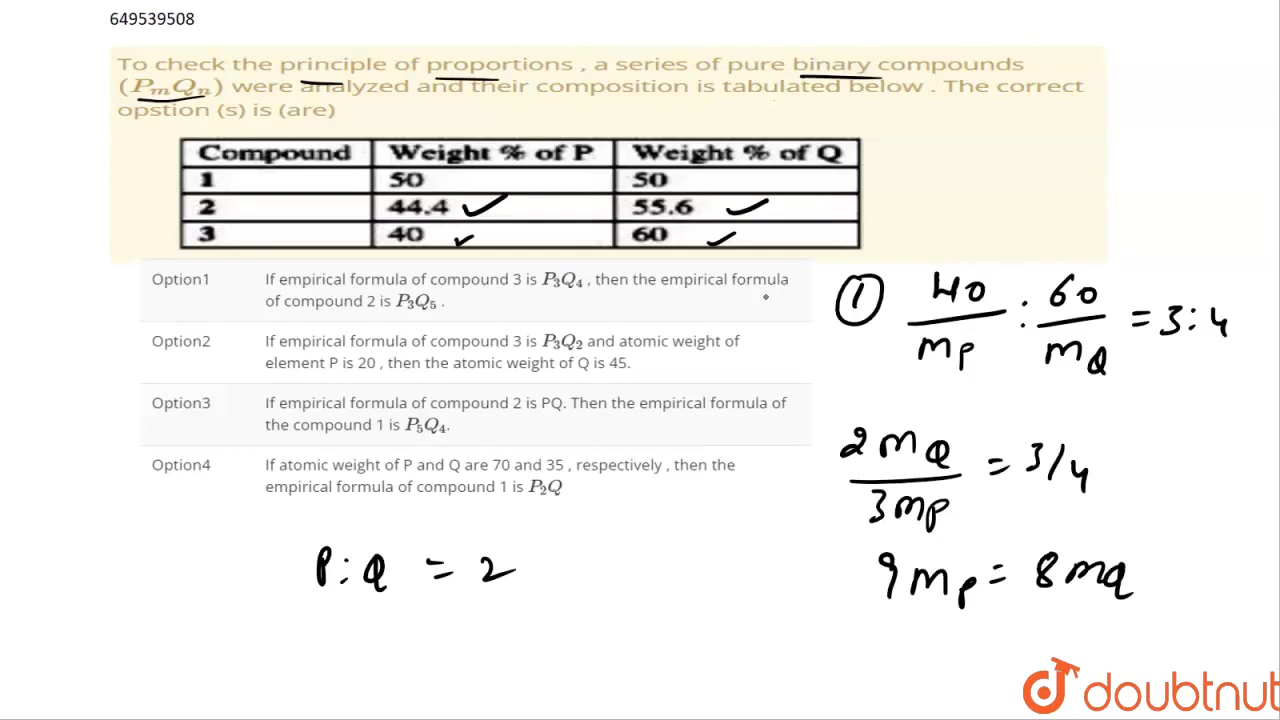 649539508
To check the principle of proportions , a series of pure binary compounds
(PₘQₙ) were analyzed and their composition is tabulated below . The correct
opstion (s) is (are)
Compound Weight % of P Weight % of Q
1 50 50
2 44.4 55.6
3 40 60
Option1 If empirical formula of compound 3 is P₃Q₄ , then the empirical formula
of compound 2 is P₃Q₅ .
Option2 If empirical formula of compound 3 is P₃Q₂ and atomic weight of
element P is 20 , then the atomic weight of Q is 45.
Option3 If empirical formula of compound 2 is PQ. Then the empirical formula of
the compound 1 is P₅Q₄.
Option4 If atomic weight of P and Q are 70 and 35 , respectively , then the
empirical formula of compound 1 is P₂Q
① 40/mP : 60/mQ = 3:4
2mQ/3mP = 3/4
9mP = 8mQ
P:Q = 2
doubtnut